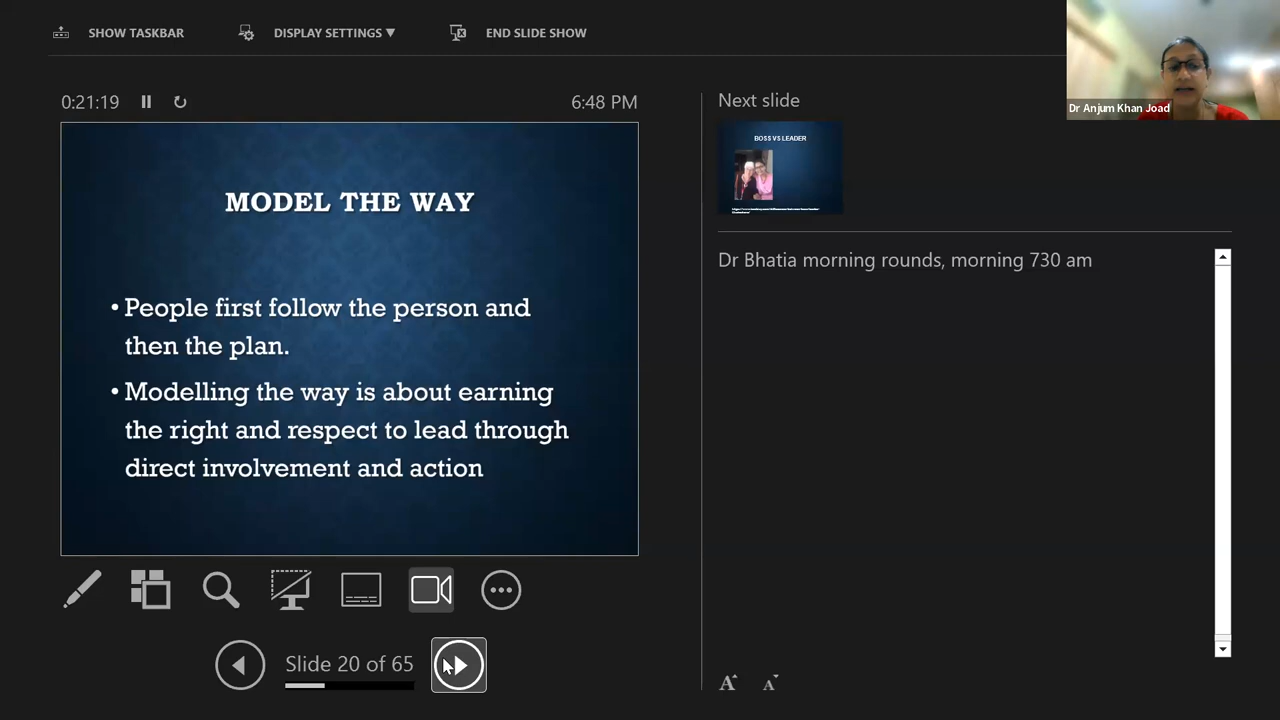 SHOW TASKBAR
DISPLAY SETTINGS ▼
END SLIDE SHOW
Dr Anjum Khan Joad
0:21:19
6:48 PM
MODEL THE WAY
• People first follow the person and
then the plan.
• Modelling the way is about earning
the right and respect to lead through
direct involvement and action
Slide 20 of 65
Next slide
BOSS VS LEADER
Dr Bhatia morning rounds, morning 730 am
A A